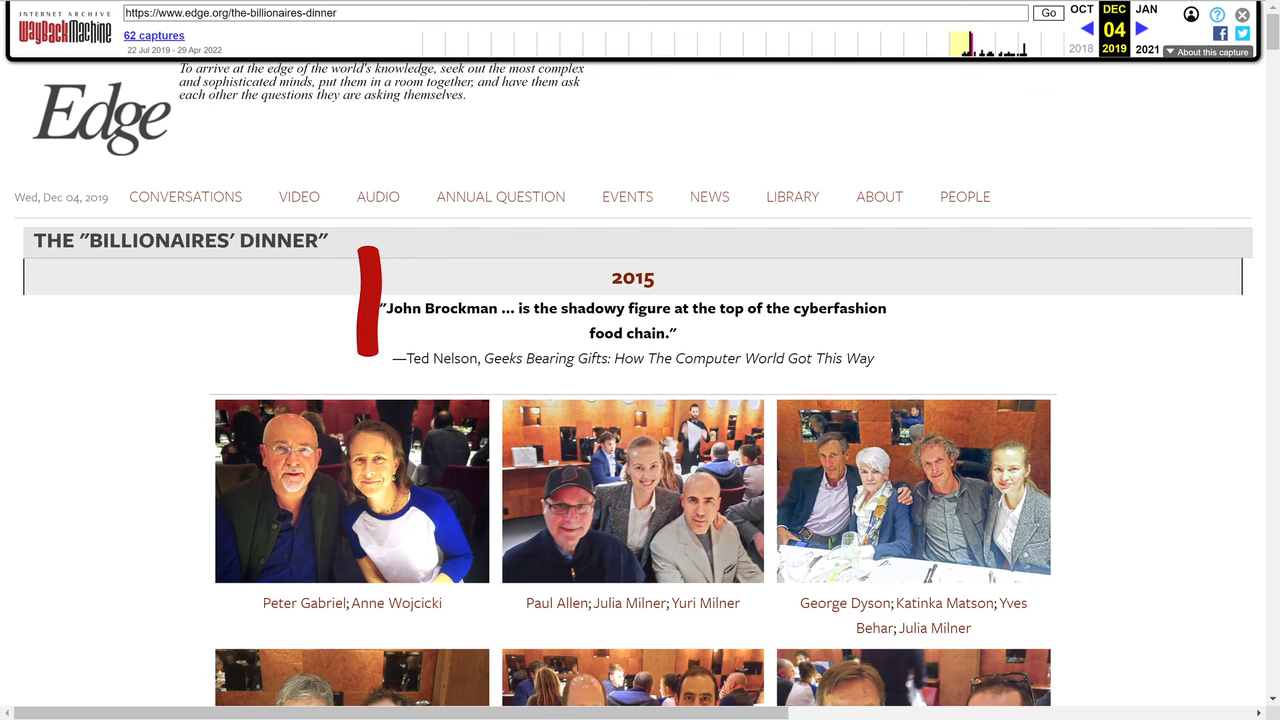 INTERNET ARCHIVE
WayBackMachine
https://www.edge.org/the-billionaires-dinner
Go
62 captures
22 Jul 2019 - 29 Apr 2022
OCT DEC JAN
04
2018 2019 2021
About this capture
Edge
To arrive at the edge of the world's knowledge, seek out the most complex
and sophisticated minds, put them in a room together, and have them ask
each other the questions they are asking themselves.
Wed, Dec 04, 2019 CONVERSATIONS VIDEO AUDIO ANNUAL QUESTION EVENTS NEWS LIBRARY ABOUT PEOPLE
THE "BILLIONAIRES' DINNER"
2015
"John Brockman ... is the shadowy figure at the top of the cyberfashion
food chain."
—Ted Nelson, Geeks Bearing Gifts: How The Computer World Got This Way
Peter Gabriel; Anne Wojcicki
Paul Allen; Julia Milner; Yuri Milner
George Dyson; Katinka Matson; Yves
Behar; Julia Milner